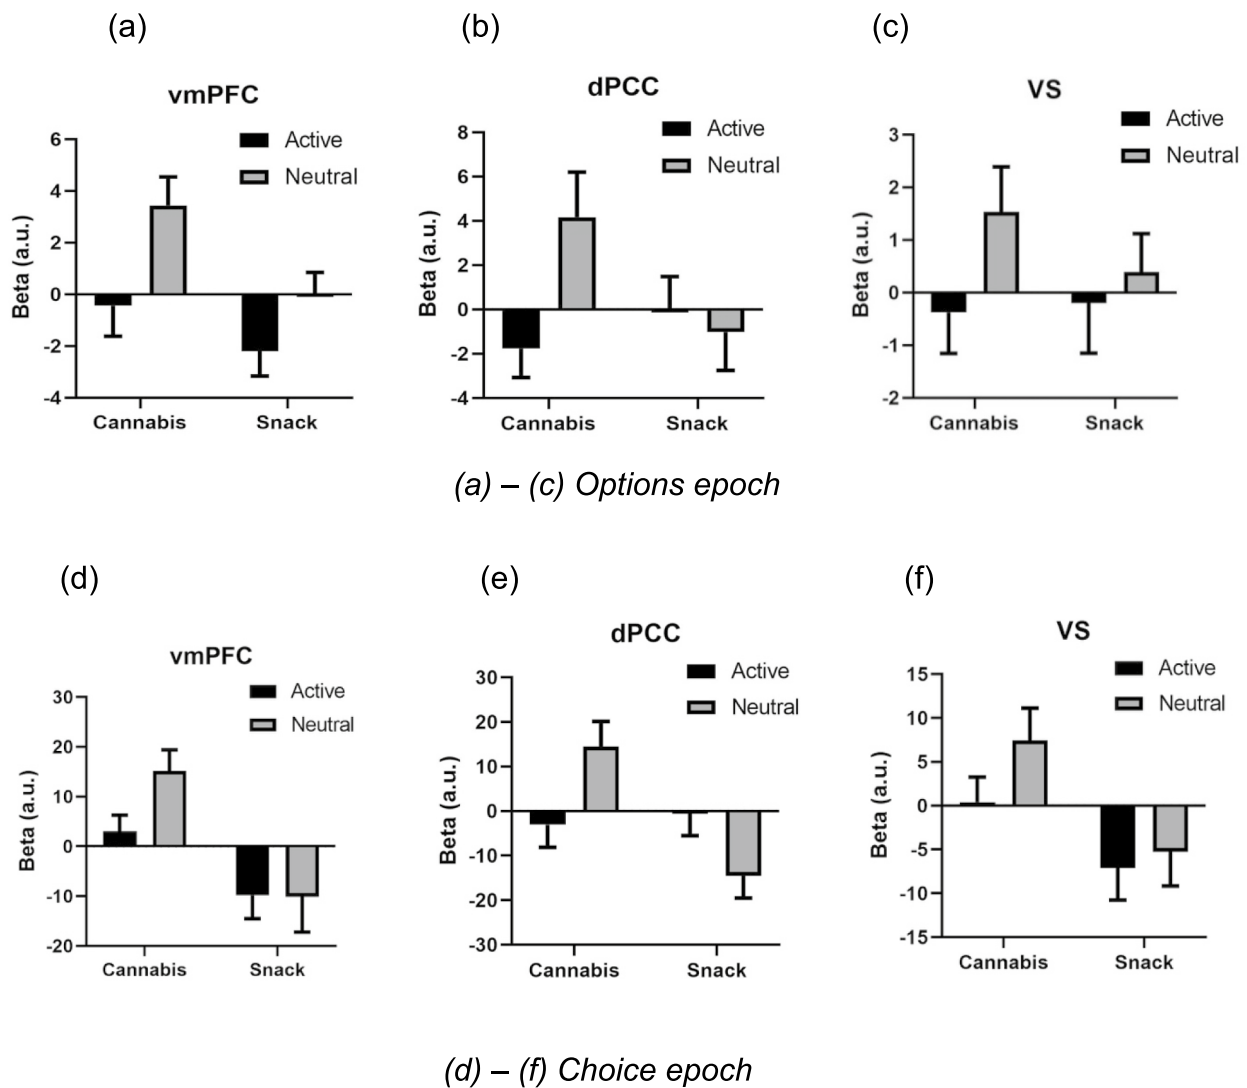 (a)
(b)
(c)
vmPFC
dPCC
VS
Active
Neutral
Active
Neutral
Active
Neutral
Beta (a.u.)
6
4
2
0
-2
-4
Cannabis
Snack
Beta (a.u.)
8
6
4
2
0
-2
-4
Cannabis
Snack
Beta (a.u.)
3
2
1
0
-1
-2
Cannabis
Snack
(a) – (c) Options epoch
(d)
(e)
(f)
vmPFC
dPCC
VS
Active
Neutral
Active
Neutral
Active
Neutral
Beta (a.u.)
30
20
10
0
-10
-20
Cannabis
Snack
Beta (a.u.)
30
20
10
0
-10
-20
-30
Cannabis
Snack
Beta (a.u.)
15
10
5
0
-5
-10
-15
Cannabis
Snack
(d) – (f) Choice epoch